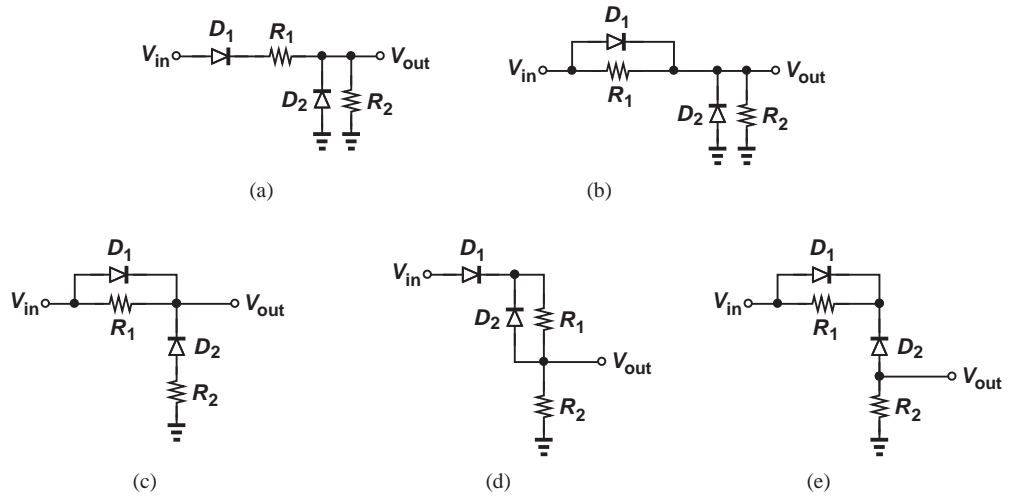 D1 R1
Vin Vout
D2 R2
(a)
D1
Vin Vout
R1
D2 R2
(b)
D1
Vin Vout
R1
D2
R2
(c)
D1
Vin
D2 R1
Vout
R2
(d)
D1
Vin
R1
D2
Vout
R2
(e)